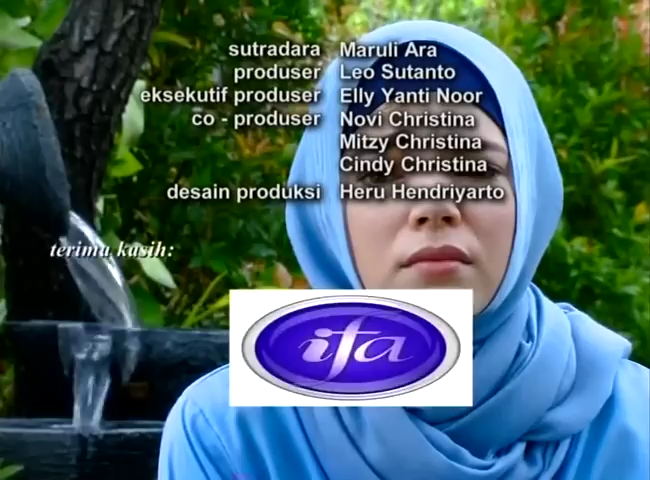 sutradara Maruli Ara
produser Leo Sutanto
eksekutif produser Elly Yanti Noor
co - produser Novi Christina
Mitzy Christina
Cindy Christina
desain produksi Heru Hendriyarto
terima kasih:
ifa